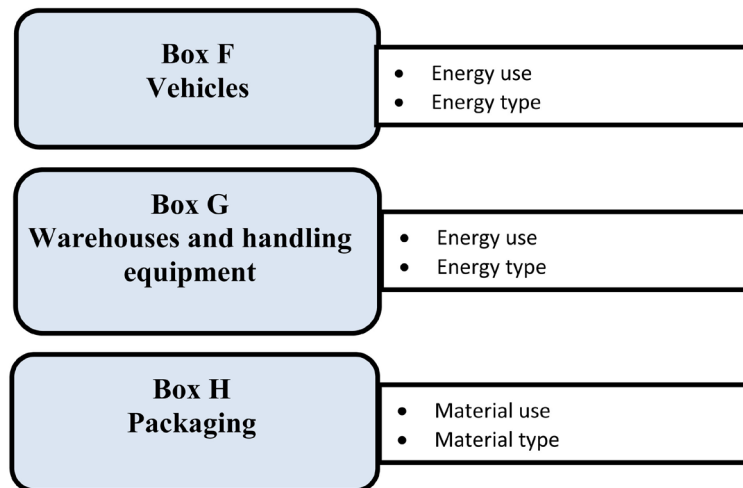 Box F
Vehicles
• Energy use
• Energy type
Box G
Warehouses and handling
equipment
• Energy use
• Energy type
Box H
Packaging
• Material use
• Material type